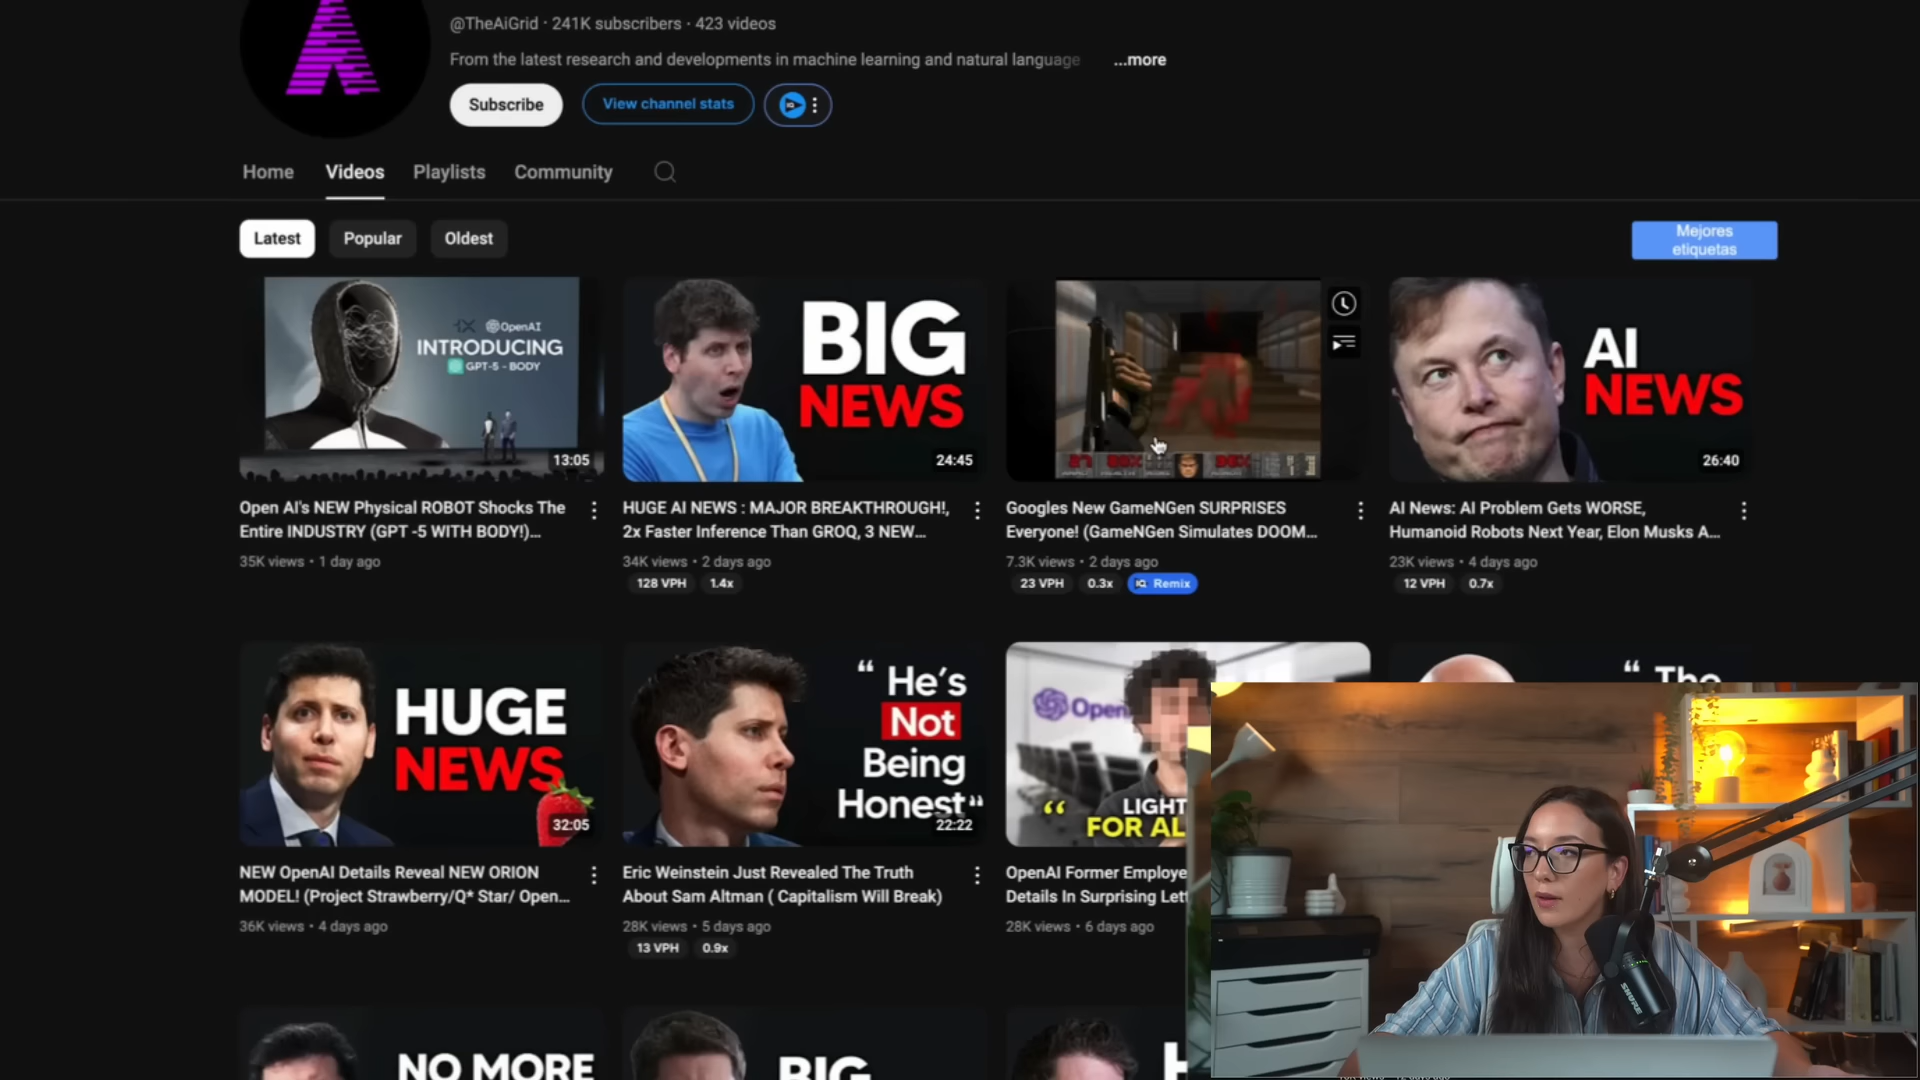 @TheAiGrid · 241K subscribers · 423 videos
From the latest research and developments in machine learning and natural language ...more
Subscribe
View channel stats
Home Videos Playlists Community
Latest Popular Oldest
Mejores
etiquetas
OpenAI
INTRODUCING
GPT-5 - BODY
13:05
Open AI's NEW Physical ROBOT Shocks The
Entire INDUSTRY (GPT -5 WITH BODY!)...
35K views • 1 day ago
BIG
NEWS
24:45
HUGE AI NEWS : MAJOR BREAKTHROUGH!,
2x Faster Inference Than GROQ, 3 NEW...
34K views • 2 days ago
128 VPH 1.4x
Googles New GameNGen SURPRISES
Everyone! (GameNGen Simulates DOOM...
7.3K views • 2 days ago
23 VPH 0.3x Remix
AI
NEWS
26:40
AI News: AI Problem Gets WORSE,
Humanoid Robots Next Year, Elon Musks A...
23K views • 4 days ago
12 VPH 0.7x
HUGE
NEWS
32:05
NEW OpenAI Details Reveal NEW ORION
MODEL! (Project Strawberry/Q* Star/ Open...
36K views • 4 days ago
“ He's
Not
Being
Honest”
22:22
Eric Weinstein Just Revealed The Truth
About Sam Altman ( Capitalism Will Break)
28K views • 5 days ago
13 VPH 0.9x
Open
“ LIGHT
FOR AL
OpenAI Former Employe
Details In Surprising Lett
28K views • 6 days ago
“ The
NO MORE
BIG
H
SHURE